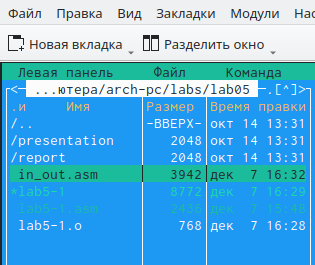 Файл Правка Вид Закладки Модули Нас
Новая вкладка Разделить окно
Левая панель Файл Команда
<— ...ютера/arch-pc/labs/lab05 —.[^]>
.и Имя Размер Время правки
/.. -ВВЕРХ- окт 14 13:31
/presentation 2048 окт 14 13:31
/report 2048 окт 14 13:31
in_out.asm 3942 дек 7 16:32
*lab5-1 8772 дек 7 16:29
lab5-1.asm 2435 дек 7 15:48
lab5-1.o 768 дек 7 16:28